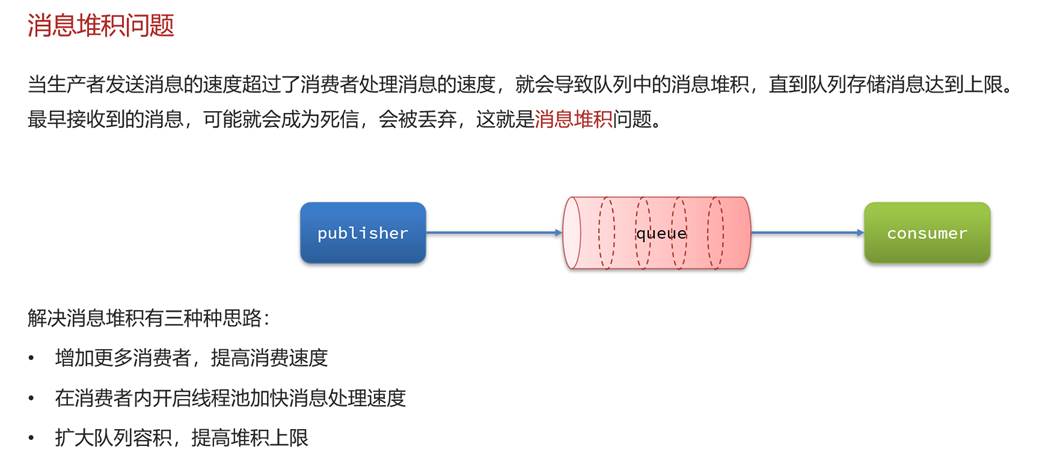 消息堆积问题
当生产者发送消息的速度超过了消费者处理消息的速度，就会导致队列中的消息堆积，直到队列存储消息达到上限。
最早接收到的消息，可能就会成为死信，会被丢弃，这就是消息堆积问题。
publisher
queue
consumer
解决消息堆积有三种种思路：
• 增加更多消费者，提高消费速度
• 在消费者内开启线程池加快消息处理速度
• 扩大队列容积，提高堆积上限